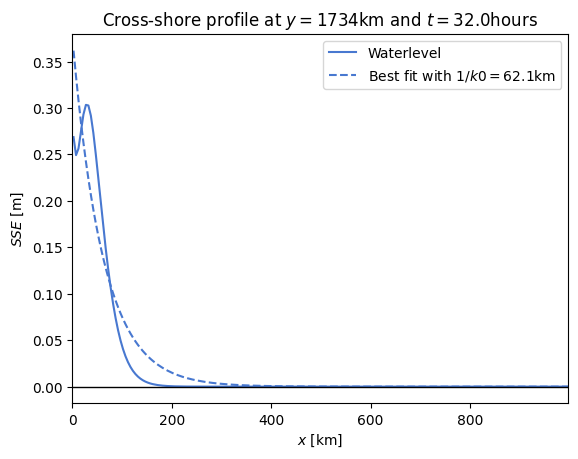 Cross-shore profile at y = 1734km and t = 32.0hours
Waterlevel
Best fit with 1/k0 = 62.1km
0.35
0.30
0.25
0.20
0.15
0.10
0.05
0.00
SSE [m]
0 200 400 600 800
x [km]